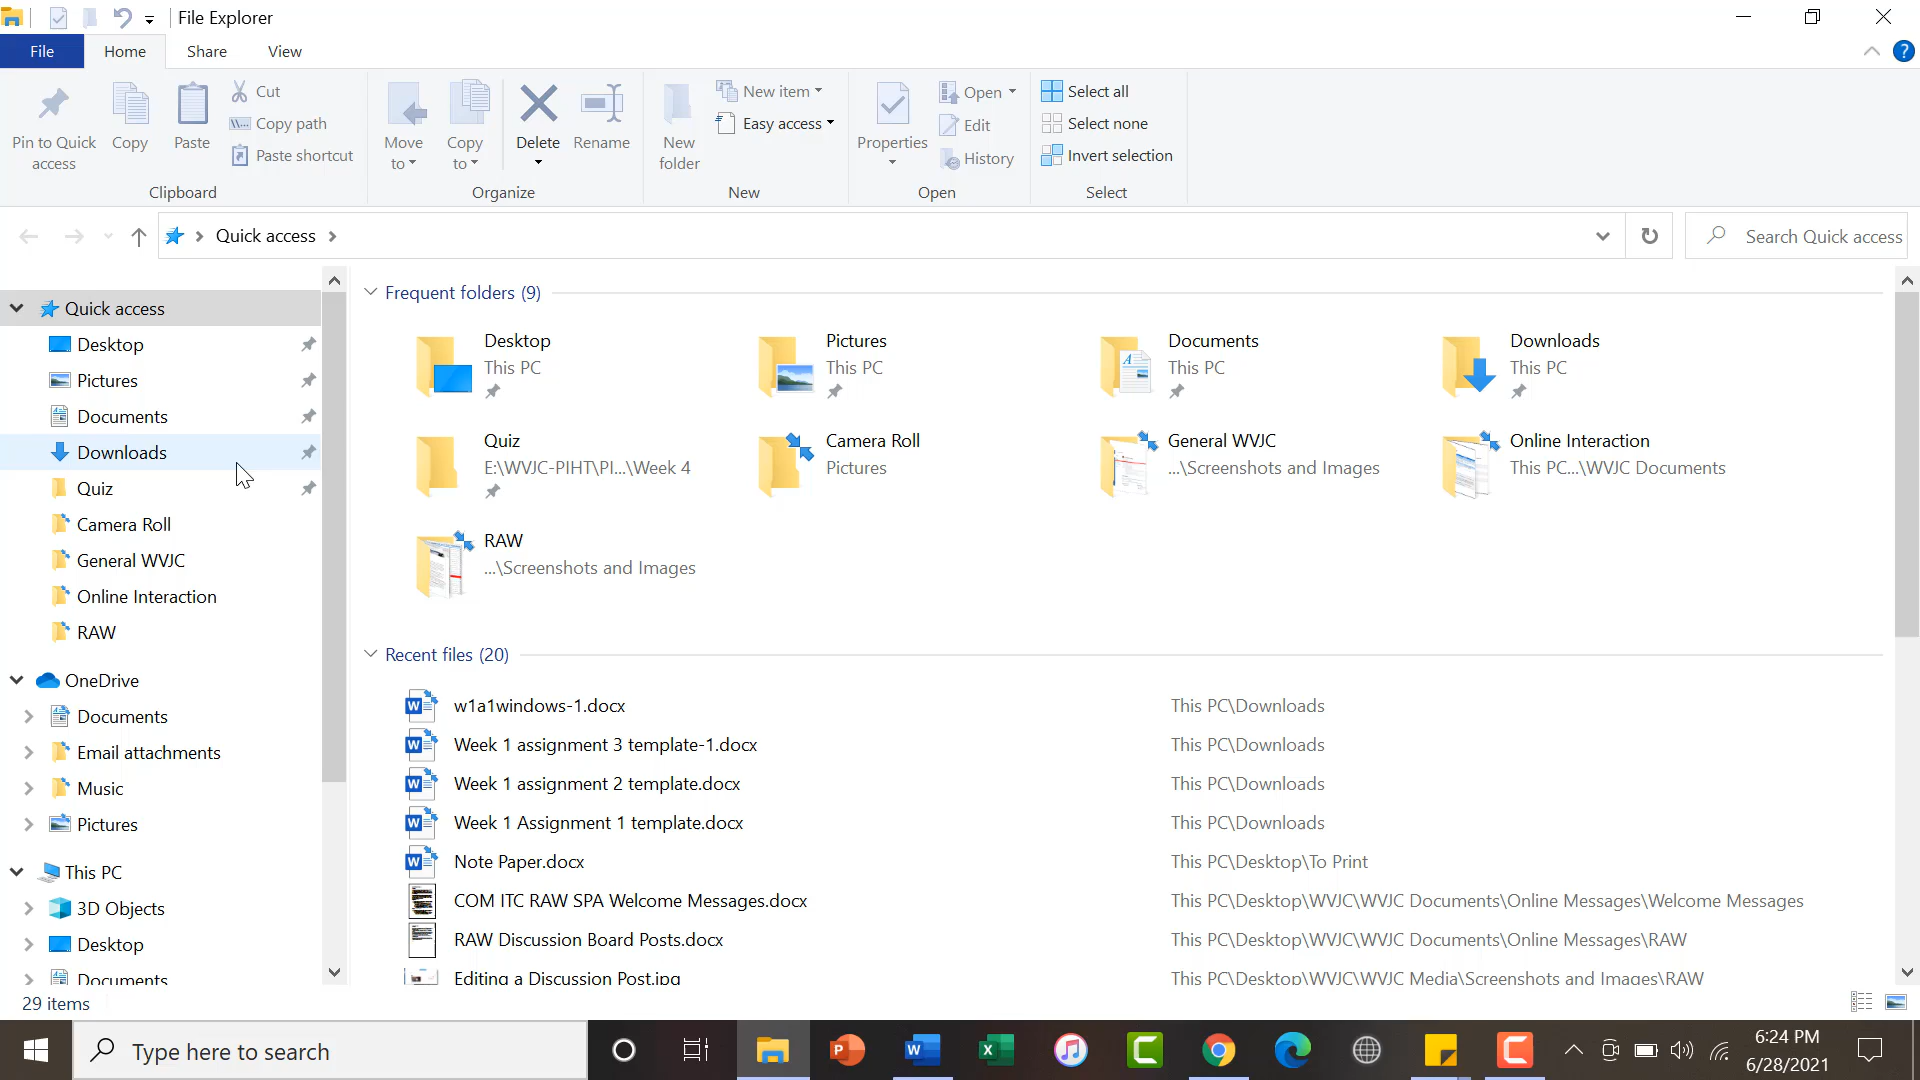 File Explorer
File Home Share View
Pin to Quick access
Copy
Paste
Cut
Copy path
Paste shortcut
Clipboard
Move to
Copy to
Delete
Rename
Organize
New folder
New item
Easy access
New
Properties
Open
Edit
History
Open
Select all
Select none
Invert selection
Select
Quick access
Search Quick access
Quick access
Desktop
Pictures
Documents
Downloads
Quiz
Camera Roll
General WVJC
Online Interaction
RAW
OneDrive
Documents
Email attachments
Music
Pictures
This PC
3D Objects
Desktop
Documents
29 items
Frequent folders (9)
Desktop
This PC
Pictures
This PC
Documents
This PC
Downloads
This PC
Quiz
E:\WVJC-PIHT\PI...\Week 4
Camera Roll
Pictures
General WVJC
...\Screenshots and Images
Online Interaction
This PC...\WVJC Documents
RAW
...\Screenshots and Images
Recent files (20)
w1a1windows-1.docx This PC\Downloads
Week 1 assignment 3 template-1.docx This PC\Downloads
Week 1 assignment 2 template.docx This PC\Downloads
Week 1 Assignment 1 template.docx This PC\Downloads
Note Paper.docx This PC\Desktop\To Print
COM ITC RAW SPA Welcome Messages.docx This PC\Desktop\WVJC\WVJC Documents\Online Messages\Welcome Messages
RAW Discussion Board Posts.docx This PC\Desktop\WVJC\WVJC Documents\Online Messages\RAW
Editing a Discussion Post.jpg This PC\Desktop\WVJC\WVJC Media\Screenshots and Images\RAW
Type here to search
6:24 PM
6/28/2021